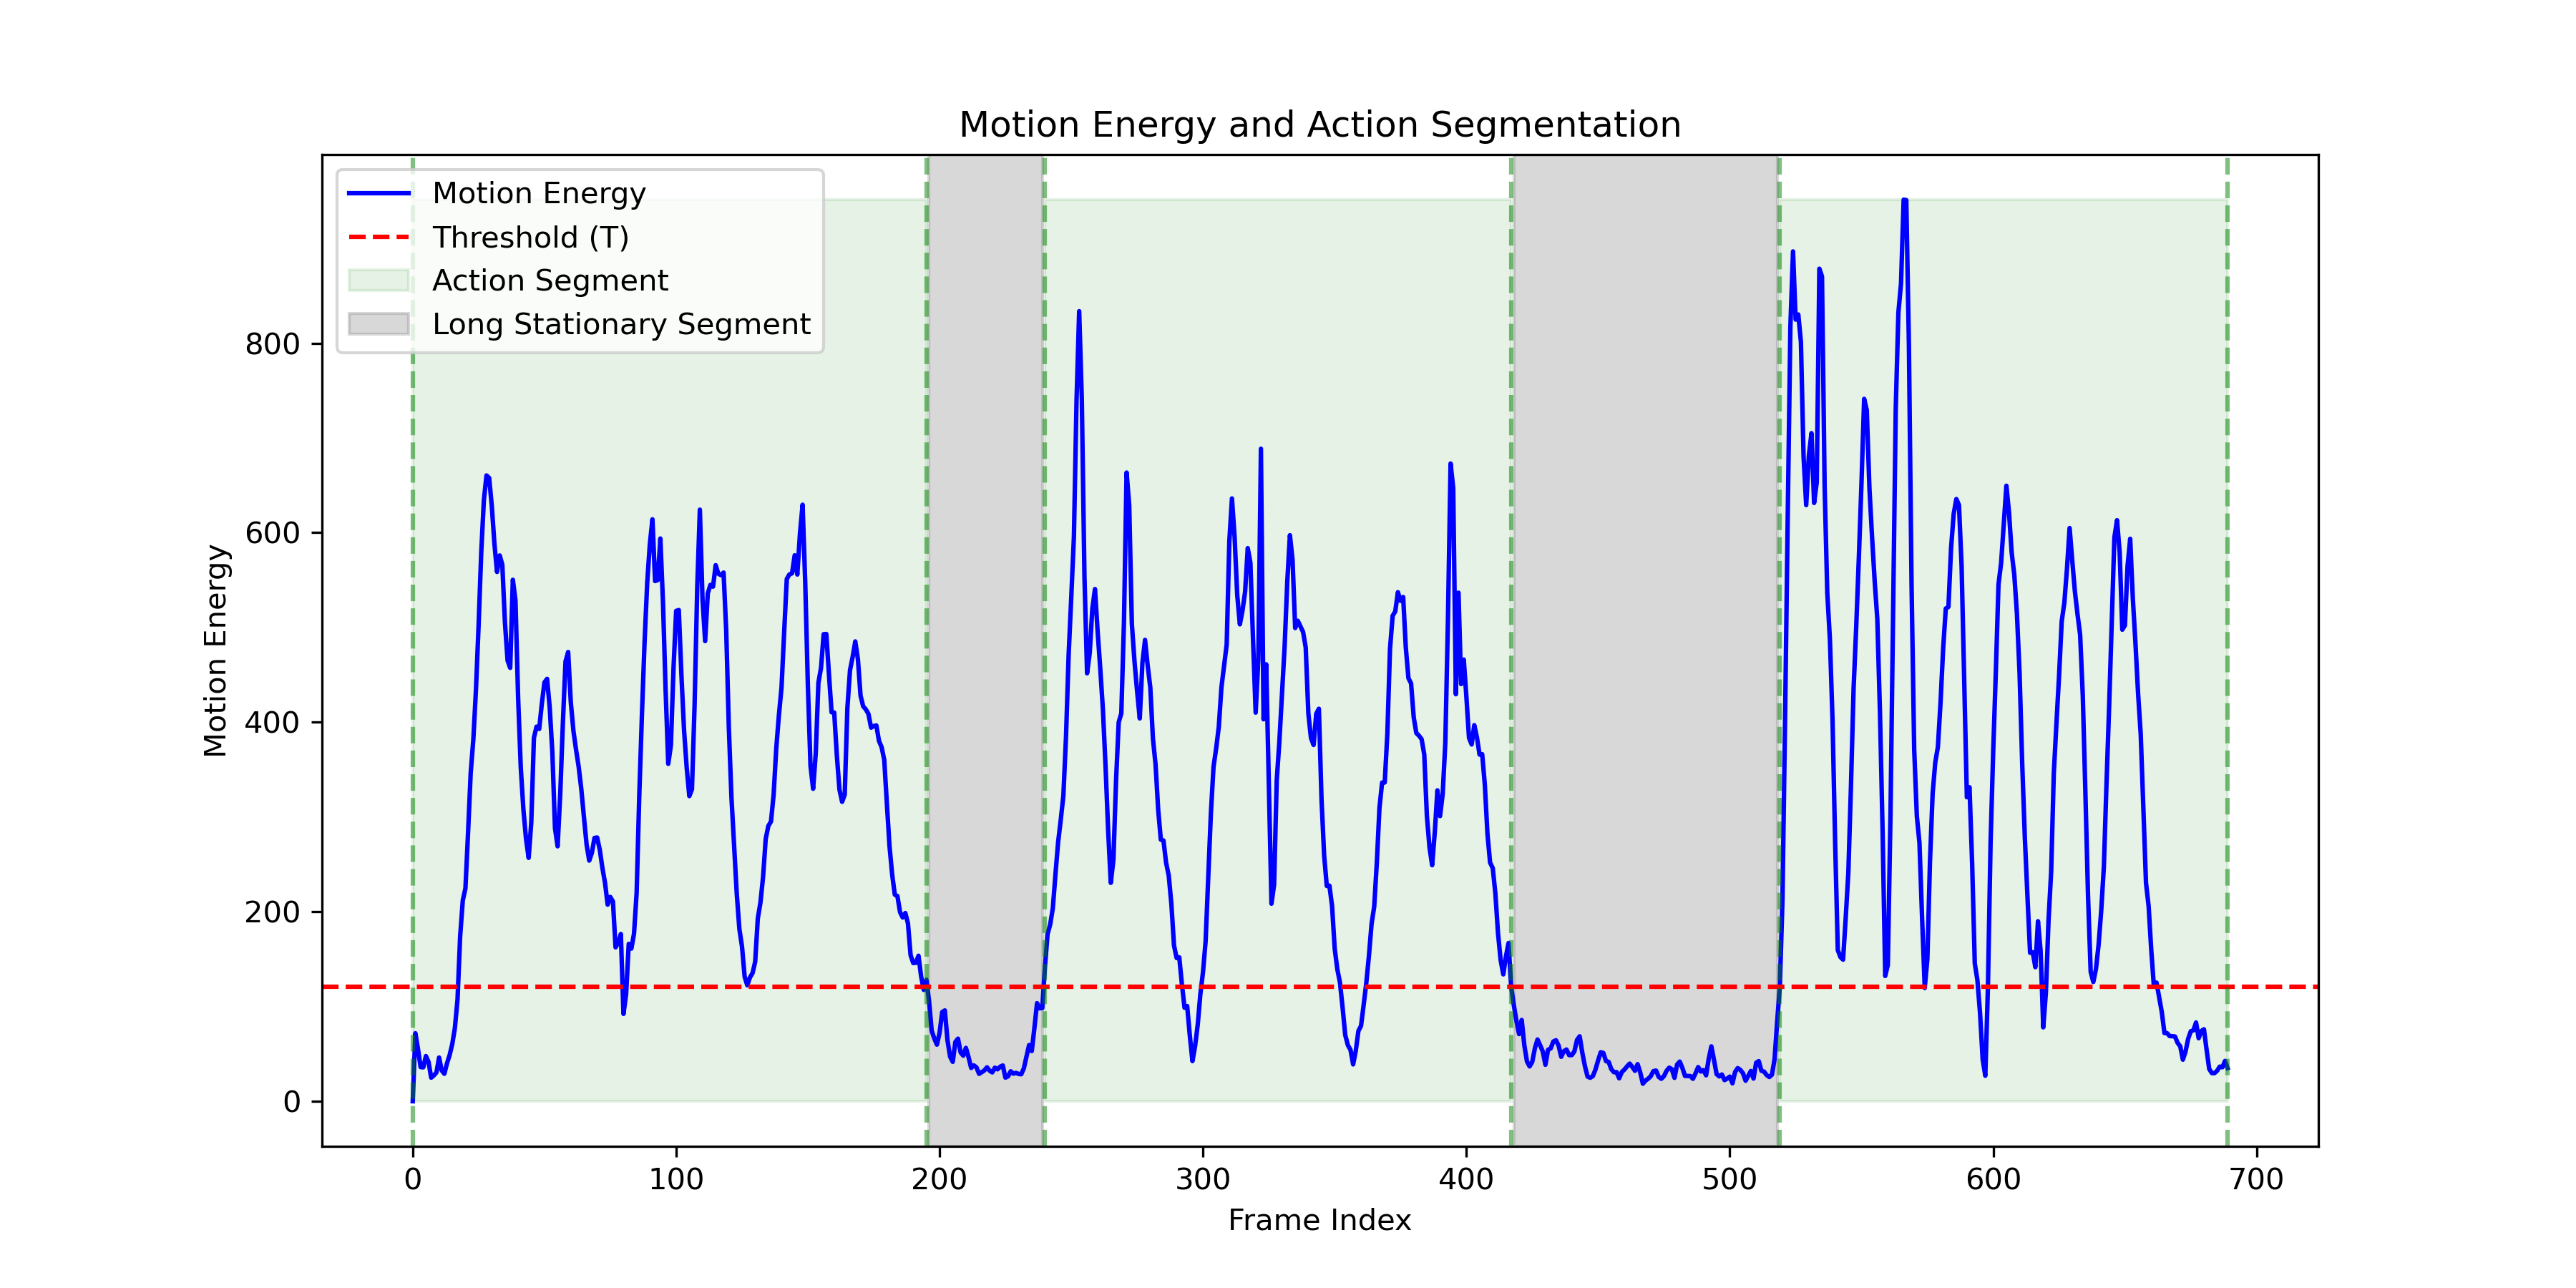 Motion Energy and Action Segmentation
Motion Energy
Threshold (T)
Action Segment
Long Stationary Segment
Motion Energy
800
600
400
200
0
0 100 200 300 400 500 600 700
Frame Index